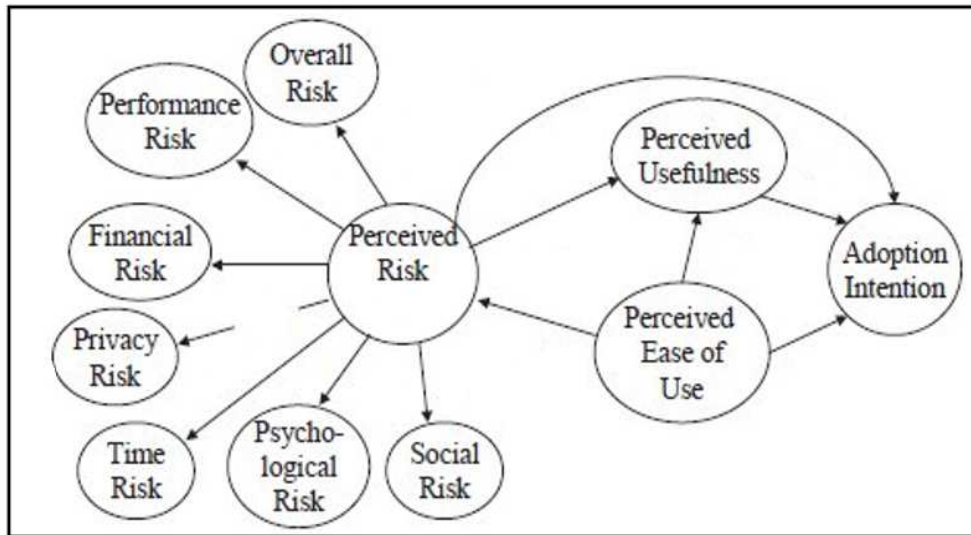 Overall
Risk
Performance
Risk
Perceived
Usefulness
Financial
Risk
Perceived
Risk
Adoption
Intention
Privacy
Risk
Perceived
Ease of
Use
Time
Risk
Psycho-
logical
Risk
Social
Risk